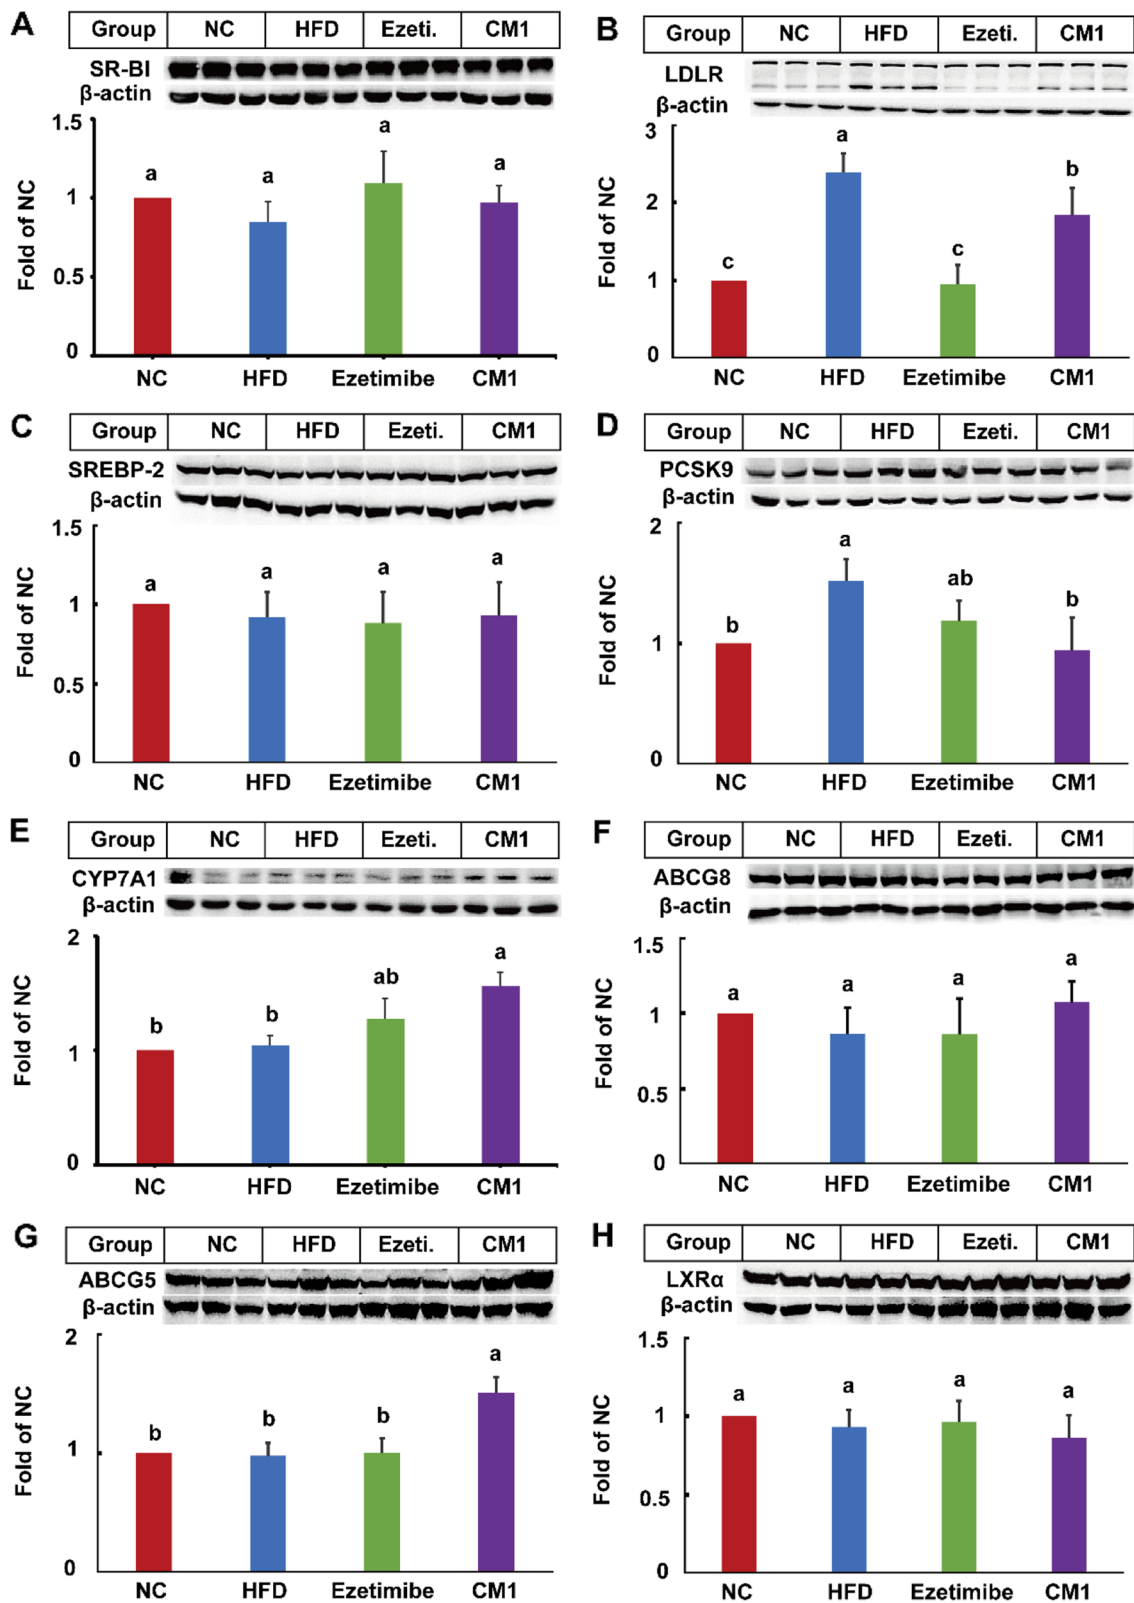 A
Group NC HFD Ezeti. CM1
SR-BI
β-actin
1.5
1
0.5
0
Fold of NC
a a a a
NC HFD Ezetimibe CM1
B
Group NC HFD Ezeti. CM1
LDLR
β-actin
3
2
1
0
Fold of NC
c a c b
NC HFD Ezetimibe CM1
C
Group NC HFD Ezeti. CM1
SREBP-2
β-actin
1.5
1
0.5
0
Fold of NC
a a a a
NC HFD Ezetimibe CM1
D
Group NC HFD Ezeti. CM1
PCSK9
β-actin
2
1
0
Fold of NC
b a ab b
NC HFD Ezetimibe CM1
E
Group NC HFD Ezeti. CM1
CYP7A1
β-actin
2
1
0
Fold of NC
b b ab a
NC HFD Ezetimibe CM1
F
Group NC HFD Ezeti. CM1
ABCG8
β-actin
1.5
1
0.5
0
Fold of NC
a a a a
NC HFD Ezetimibe CM1
G
Group NC HFD Ezeti. CM1
ABCG5
β-actin
2
1
0
Fold of NC
b b b a
NC HFD Ezetimibe CM1
H
Group NC HFD Ezeti. CM1
LXRα
β-actin
1.5
1
0.5
0
Fold of NC
a a a a
NC HFD Ezetimibe CM1